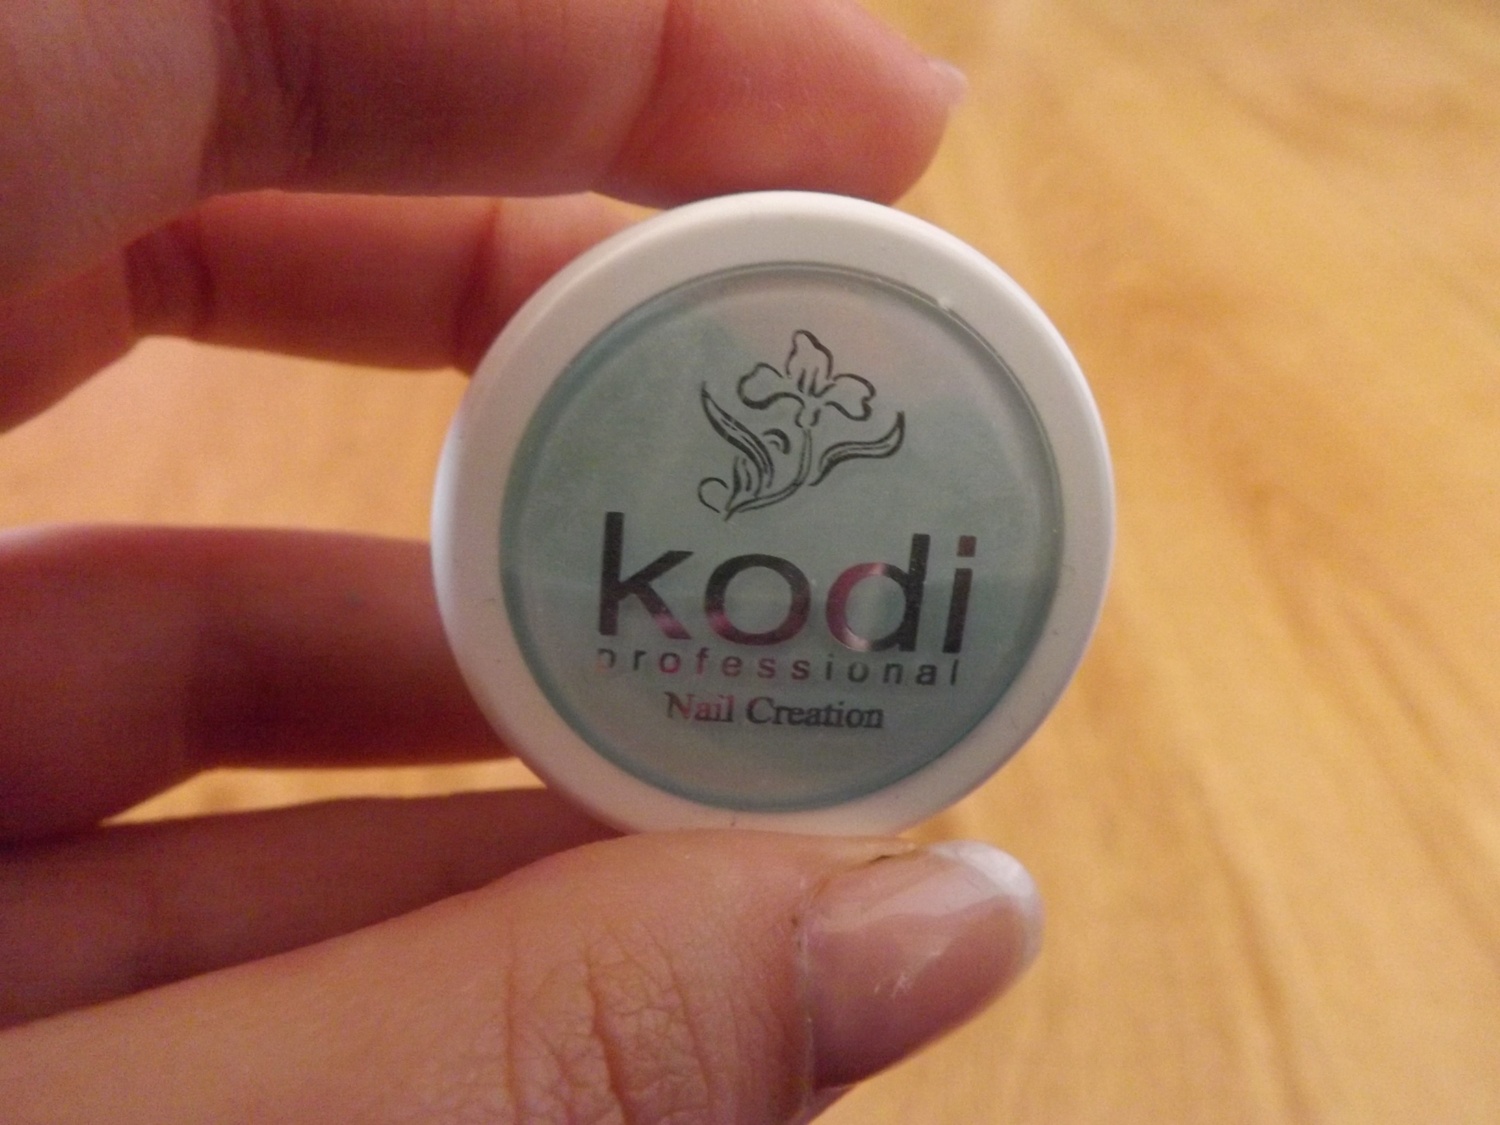 kodi
professional
Nail Creation